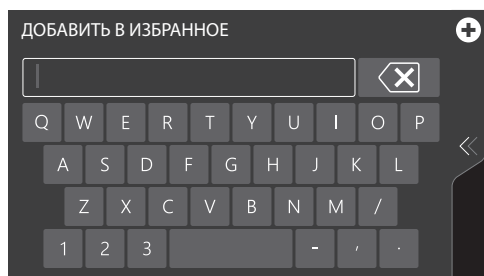 ДОБАВИТЬ В ИЗБРАННОЕ
Q W E R T Y U I O P
A S D F G H J K L
Z X C V B N M /
1 2 3 - , .